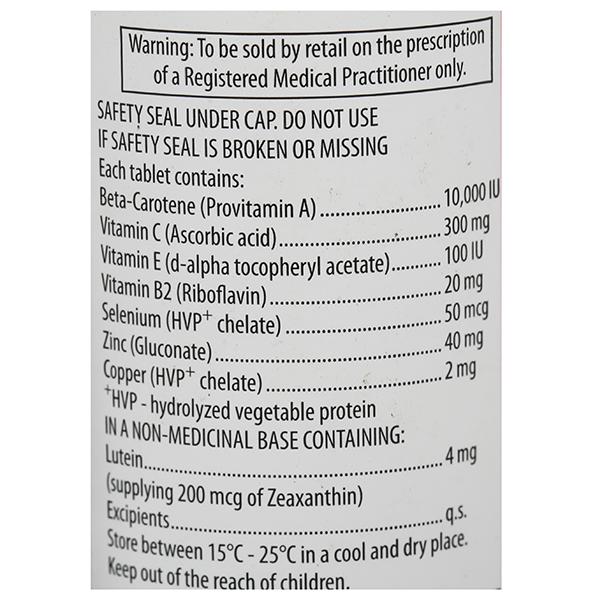 Warning: To be sold by retail on the prescription
of a Registered Medical Practitioner only.
SAFETY SEAL UNDER CAP. DO NOT USE
IF SAFETY SEAL IS BROKEN OR MISSING
Each tablet contains:
Beta-Carotene (Provitamin A) .................... 10,000 IU
Vitamin C (Ascorbic acid)........................... 300 mg
Vitamin E (d-alpha tocopheryl acetate)........... 100 IU
Vitamin B2 (Riboflavin)............................. 20 mg
Selenium (HVP+ chelate) ........................... 50 mcg
Zinc (Gluconate)..................................... 40 mg
Copper (HVP+ chelate) .............................. 2 mg
+HVP - hydrolyzed vegetable protein
IN A NON-MEDICINAL BASE CONTAINING:
Lutein................................................ 4 mg
(supplying 200 mcg of Zeaxanthin)
Excipients............................................ q.s.
Store between 15°C - 25°C in a cool and dry place.
Keep out of the reach of children.